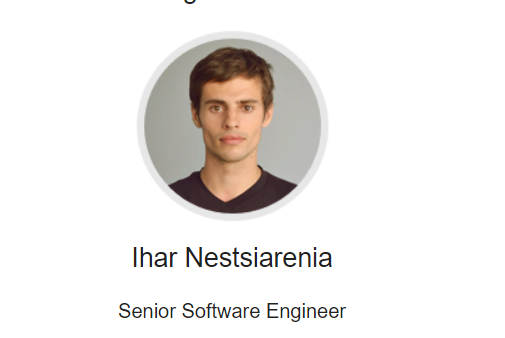 Ihar Nestsiarenia
Senior Software Engineer